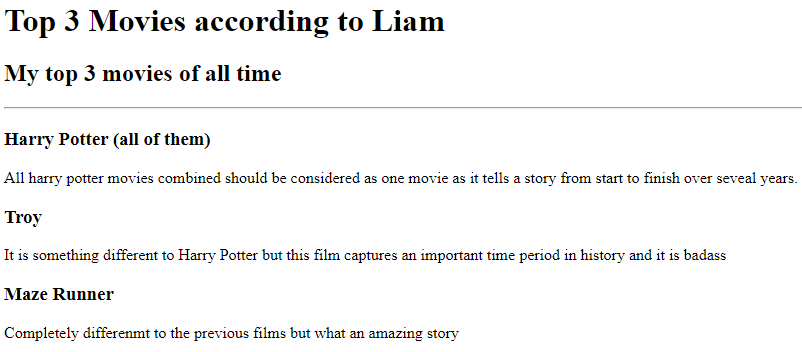 Top 3 Movies according to Liam
My top 3 movies of all time
Harry Potter (all of them)
All harry potter movies combined should be considered as one movie as it tells a story from start to finish over seveal years.
Troy
It is something different to Harry Potter but this film captures an important time period in history and it is badass
Maze Runner
Completely differenmt to the previous films but what an amazing story